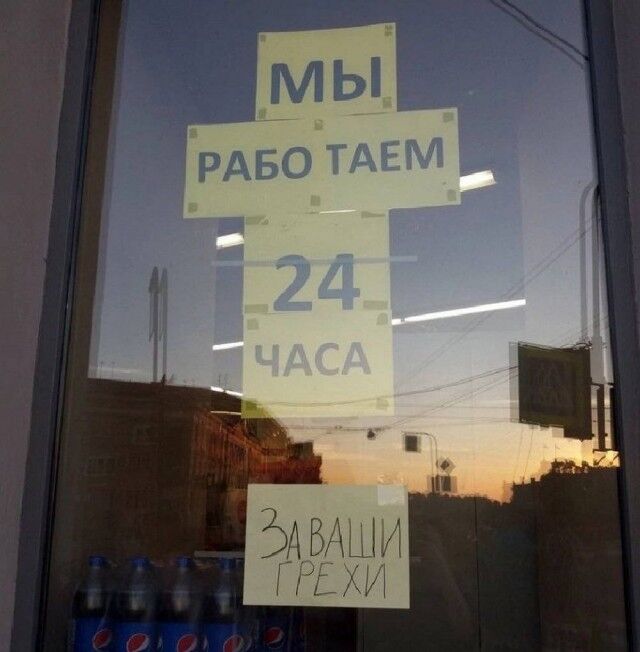 МЫ
РАБО ТАЕМ
24
ЧАСА
ЗА ВАШИ
ГРЕХИ